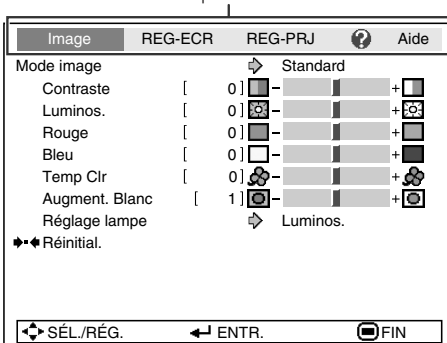 Image REG-ECR REG-PRJ ? Aide
Mode image Standard
Contraste [ 0] - +
Luminos. [ 0] - +
Rouge [ 0] - +
Bleu [ 0] - +
Temp Clr [ 0] - +
Augment. Blanc [ 1] - +
Réglage lampe Luminos.
Réinitial.
SÉL./RÉG. ENTR. FIN